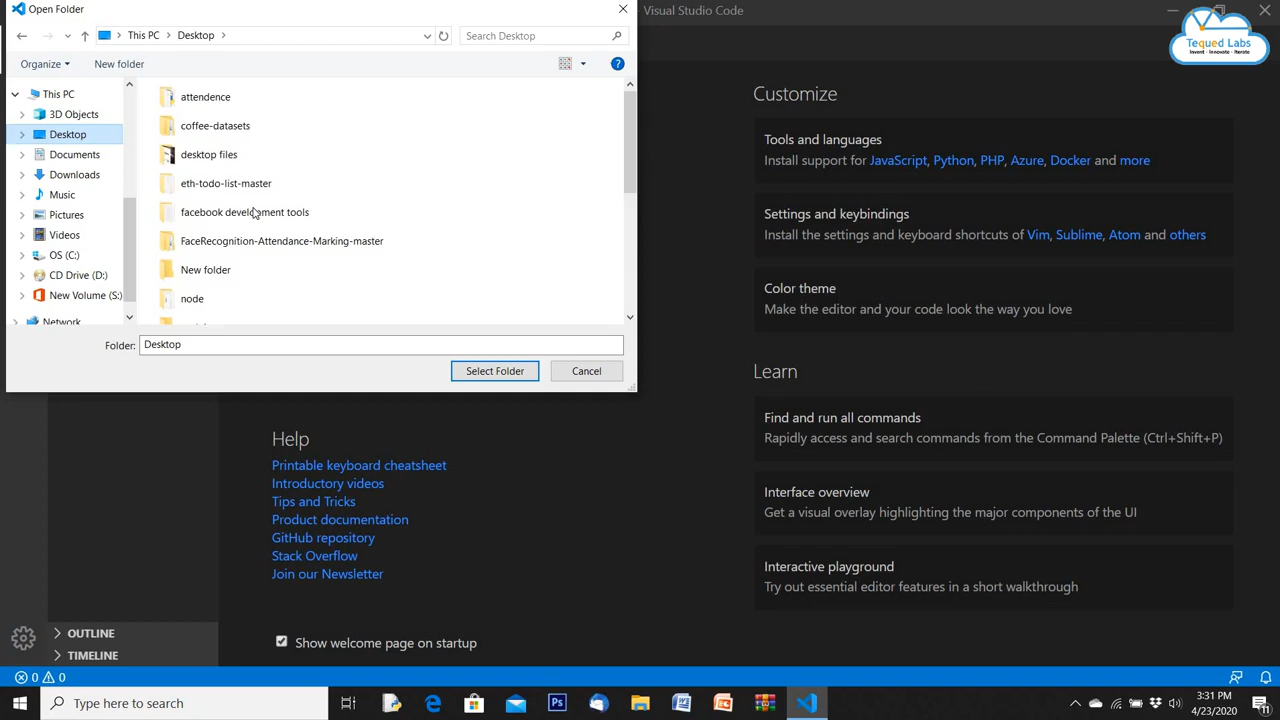 Open Folder
Visual Studio Code
Tequed Labs
Invent - Innovate - Iterate
This PC
Desktop
Search Desktop
Organize
New folder
This PC
3D Objects
Desktop
Documents
Downloads
Music
Pictures
Videos
OS (C:)
CD Drive (D:)
New Volume (S:)
Network
attendence
coffee-datasets
desktop files
eth-todo-list-master
facebook development tools
FaceRecognition-Attendance-Marking-master
New folder
node
Folder: Desktop
Select Folder
Cancel
Customize
Tools and languages
Install support for JavaScript, Python, PHP, Azure, Docker and more
Settings and keybindings
Install the settings and keyboard shortcuts of Vim, Sublime, Atom and others
Color theme
Make the editor and your code look the way you love
Learn
Find and run all commands
Rapidly access and search commands from the Command Palette (Ctrl+Shift+P)
Interface overview
Get a visual overlay highlighting the major components of the UI
Interactive playground
Try out essential editor features in a short walkthrough
Help
Printable keyboard cheatsheet
Introductory videos
Tips and Tricks
Product documentation
GitHub repository
Stack Overflow
Join our Newsletter
Show welcome page on startup
OUTLINE
TIMELINE
0 0
Type here to search
Ps
3:31 PM
4/23/2020